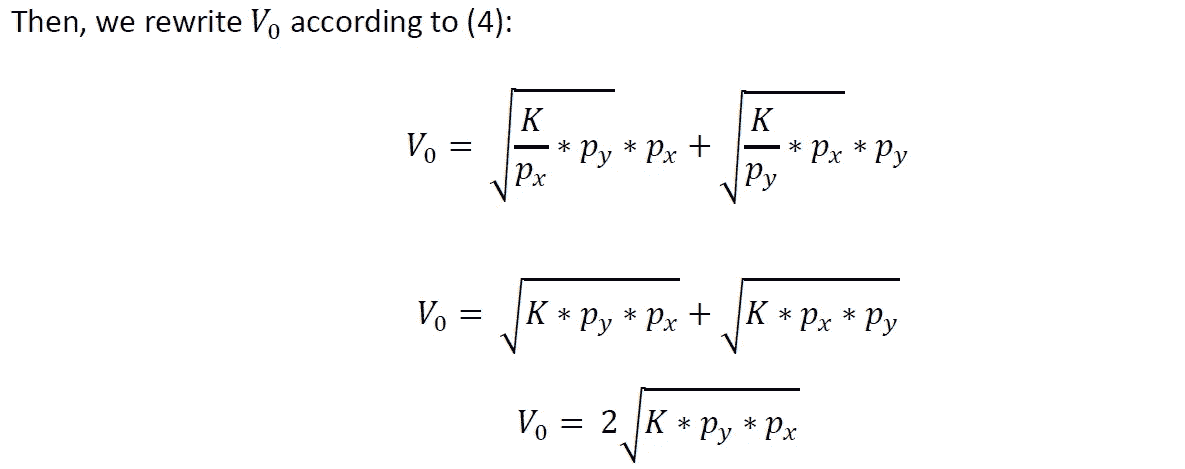 Then, we rewrite V₀ according to (4):
V₀ = √(K/pₓ * p_y) * pₓ + √(K/p_y * pₓ) * p_y
V₀ = √(K * p_y * pₓ) + √(K * pₓ * p_y)
V₀ = 2√(K * p_y * pₓ)